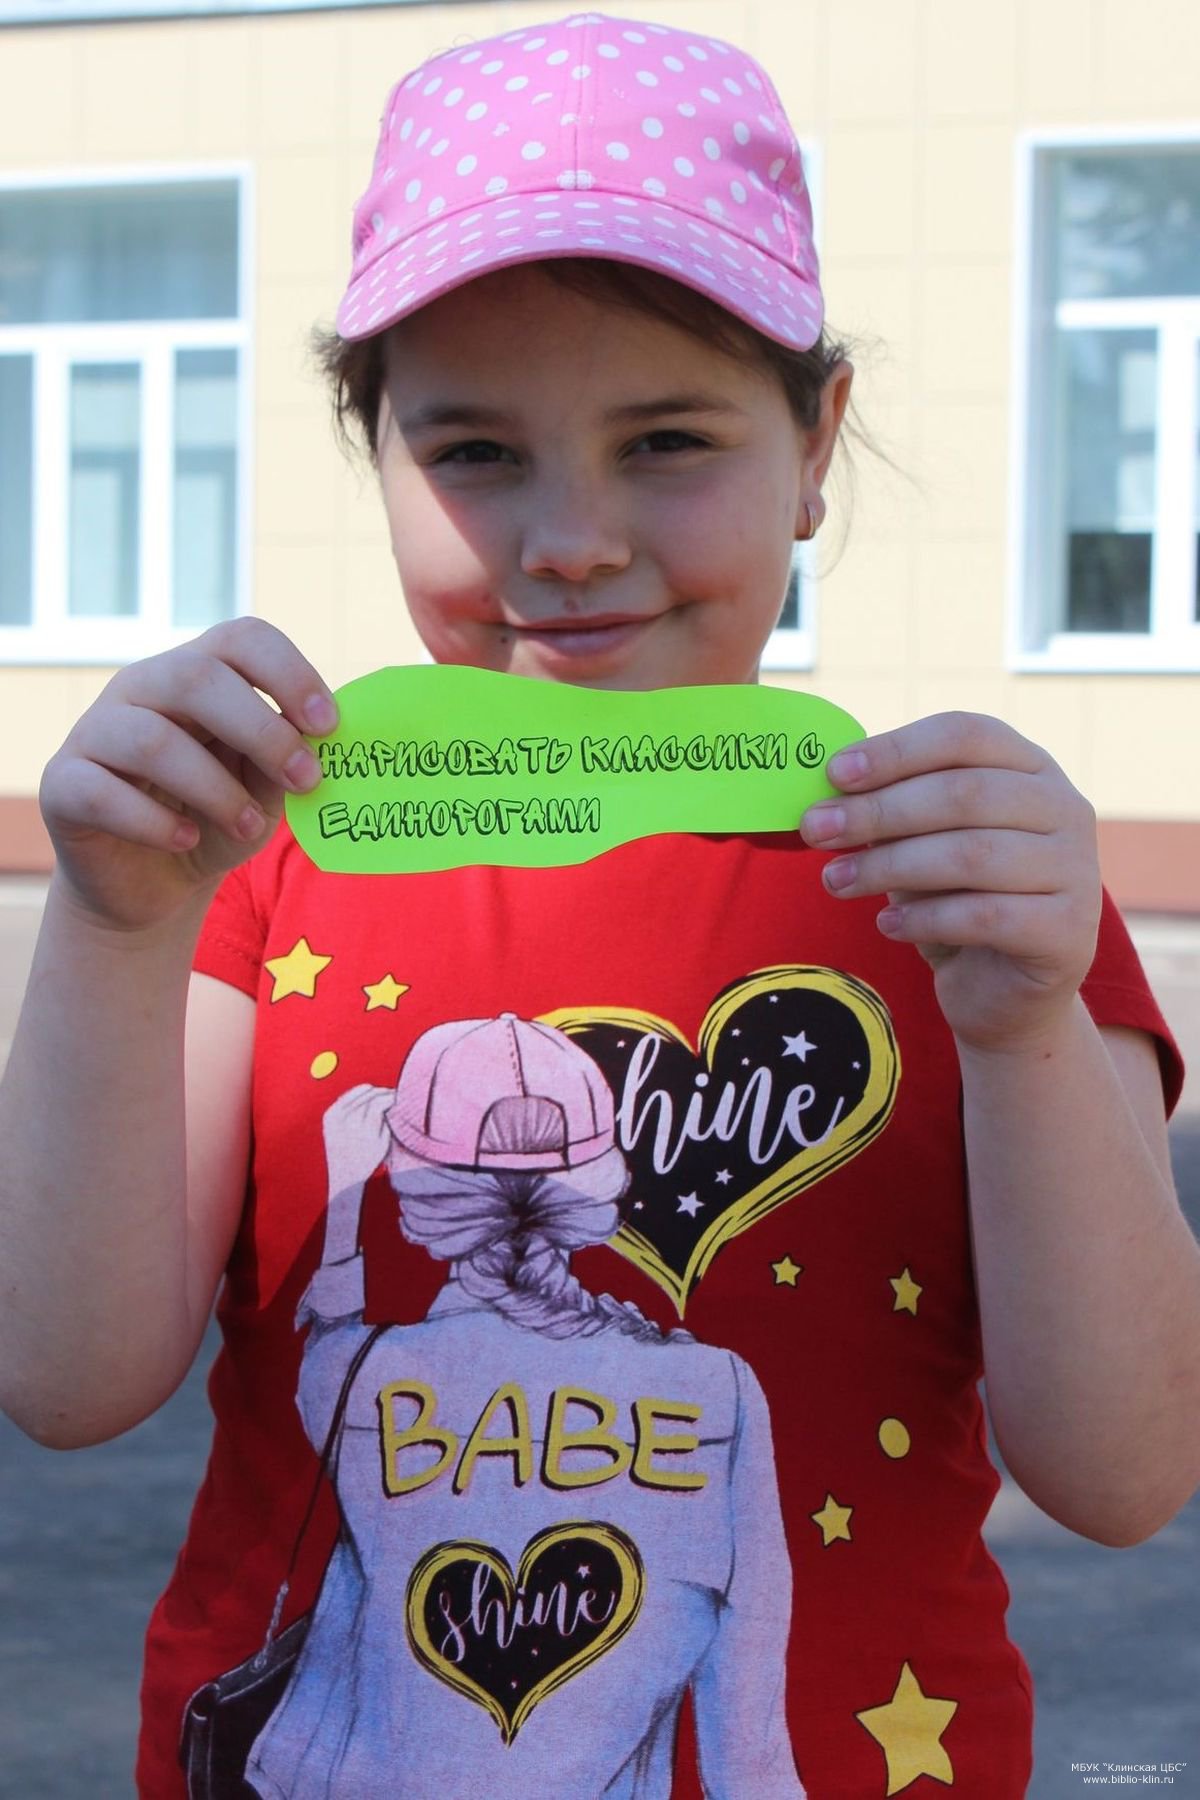 НАРИСОВАТЬ КЛАССИКИ С
ЕДИНОРОГАМИ
hine
BABE
shine
МБУК "Клинская ЦБС"
www.biblio-klin.ru